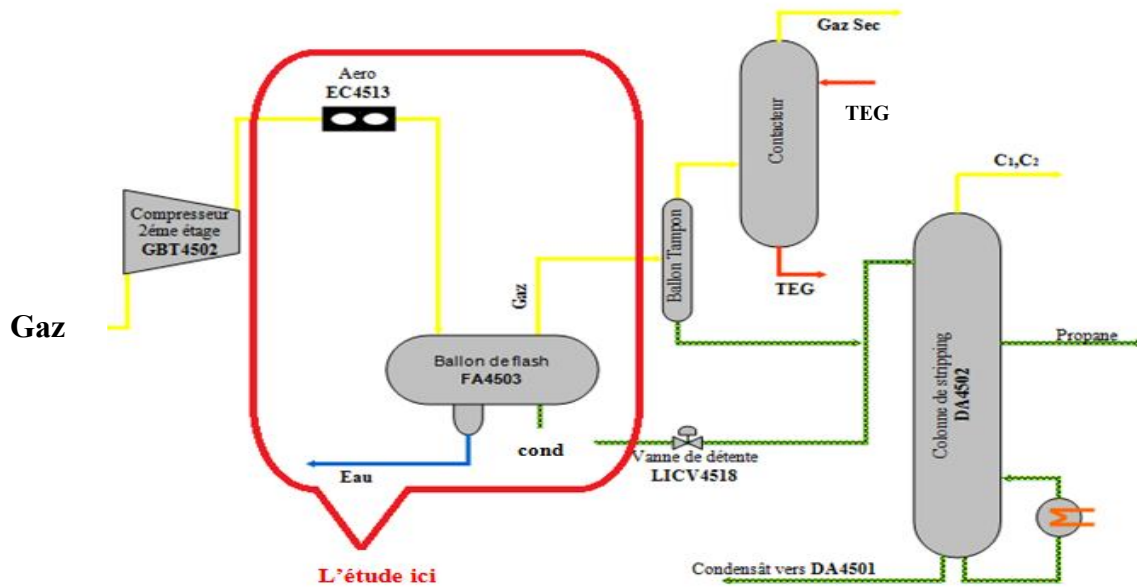 Gaz Sec
Aero
EC4513
TEG
Contacteur
C₁,C₂
Compresseur
2éme étage
GBT4502
Ballon Tampon
Gaz
TEG
Gaz
Ballon de flash
FA4503
Propane
Colonne de stripping
DA4502
cond
Vanne de détente
LICV4518
Eau
Condensât vers DA4501
L'étude ici